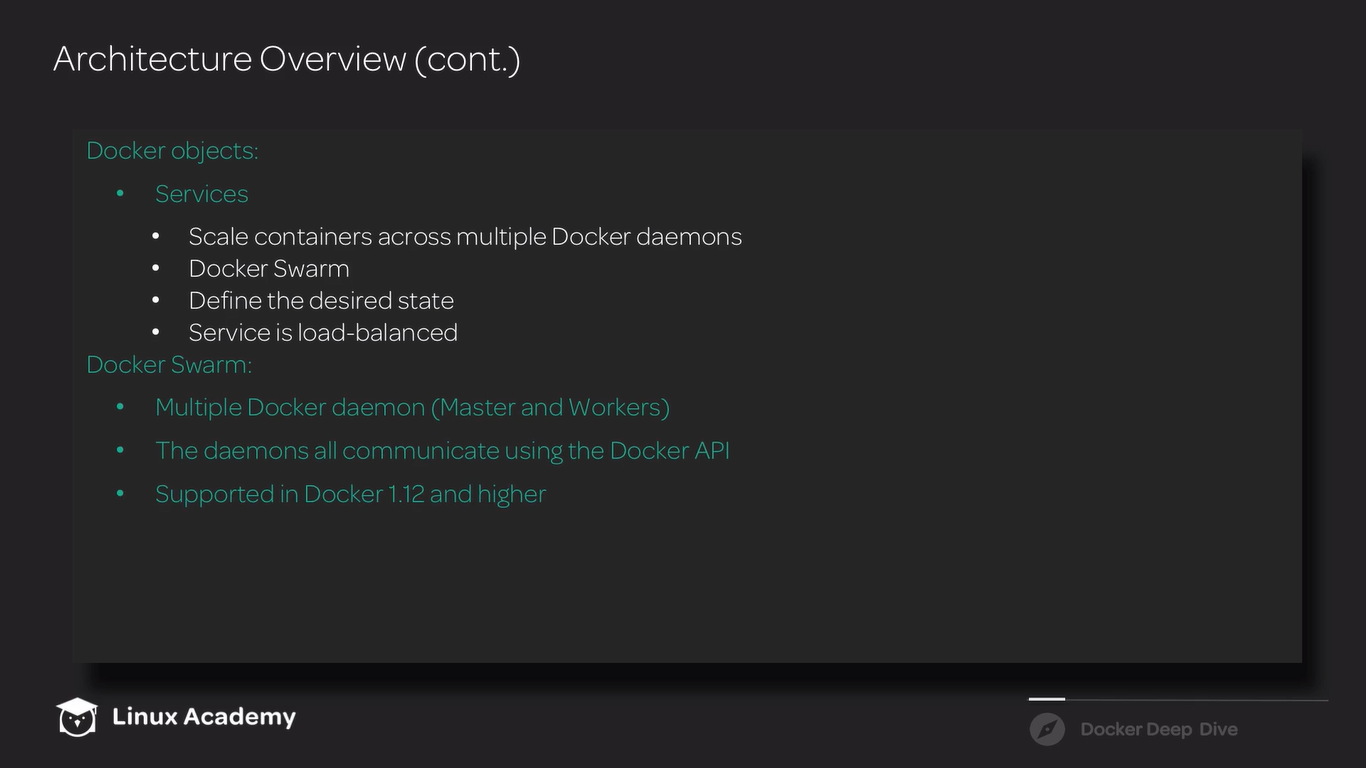 Architecture Overview (cont.)
Docker objects:
• Services
• Scale containers across multiple Docker daemons
• Docker Swarm
• Define the desired state
• Service is load-balanced
Docker Swarm:
• Multiple Docker daemon (Master and Workers)
• The daemons all communicate using the Docker API
• Supported in Docker 1.12 and higher
Linux Academy
Docker Deep Dive